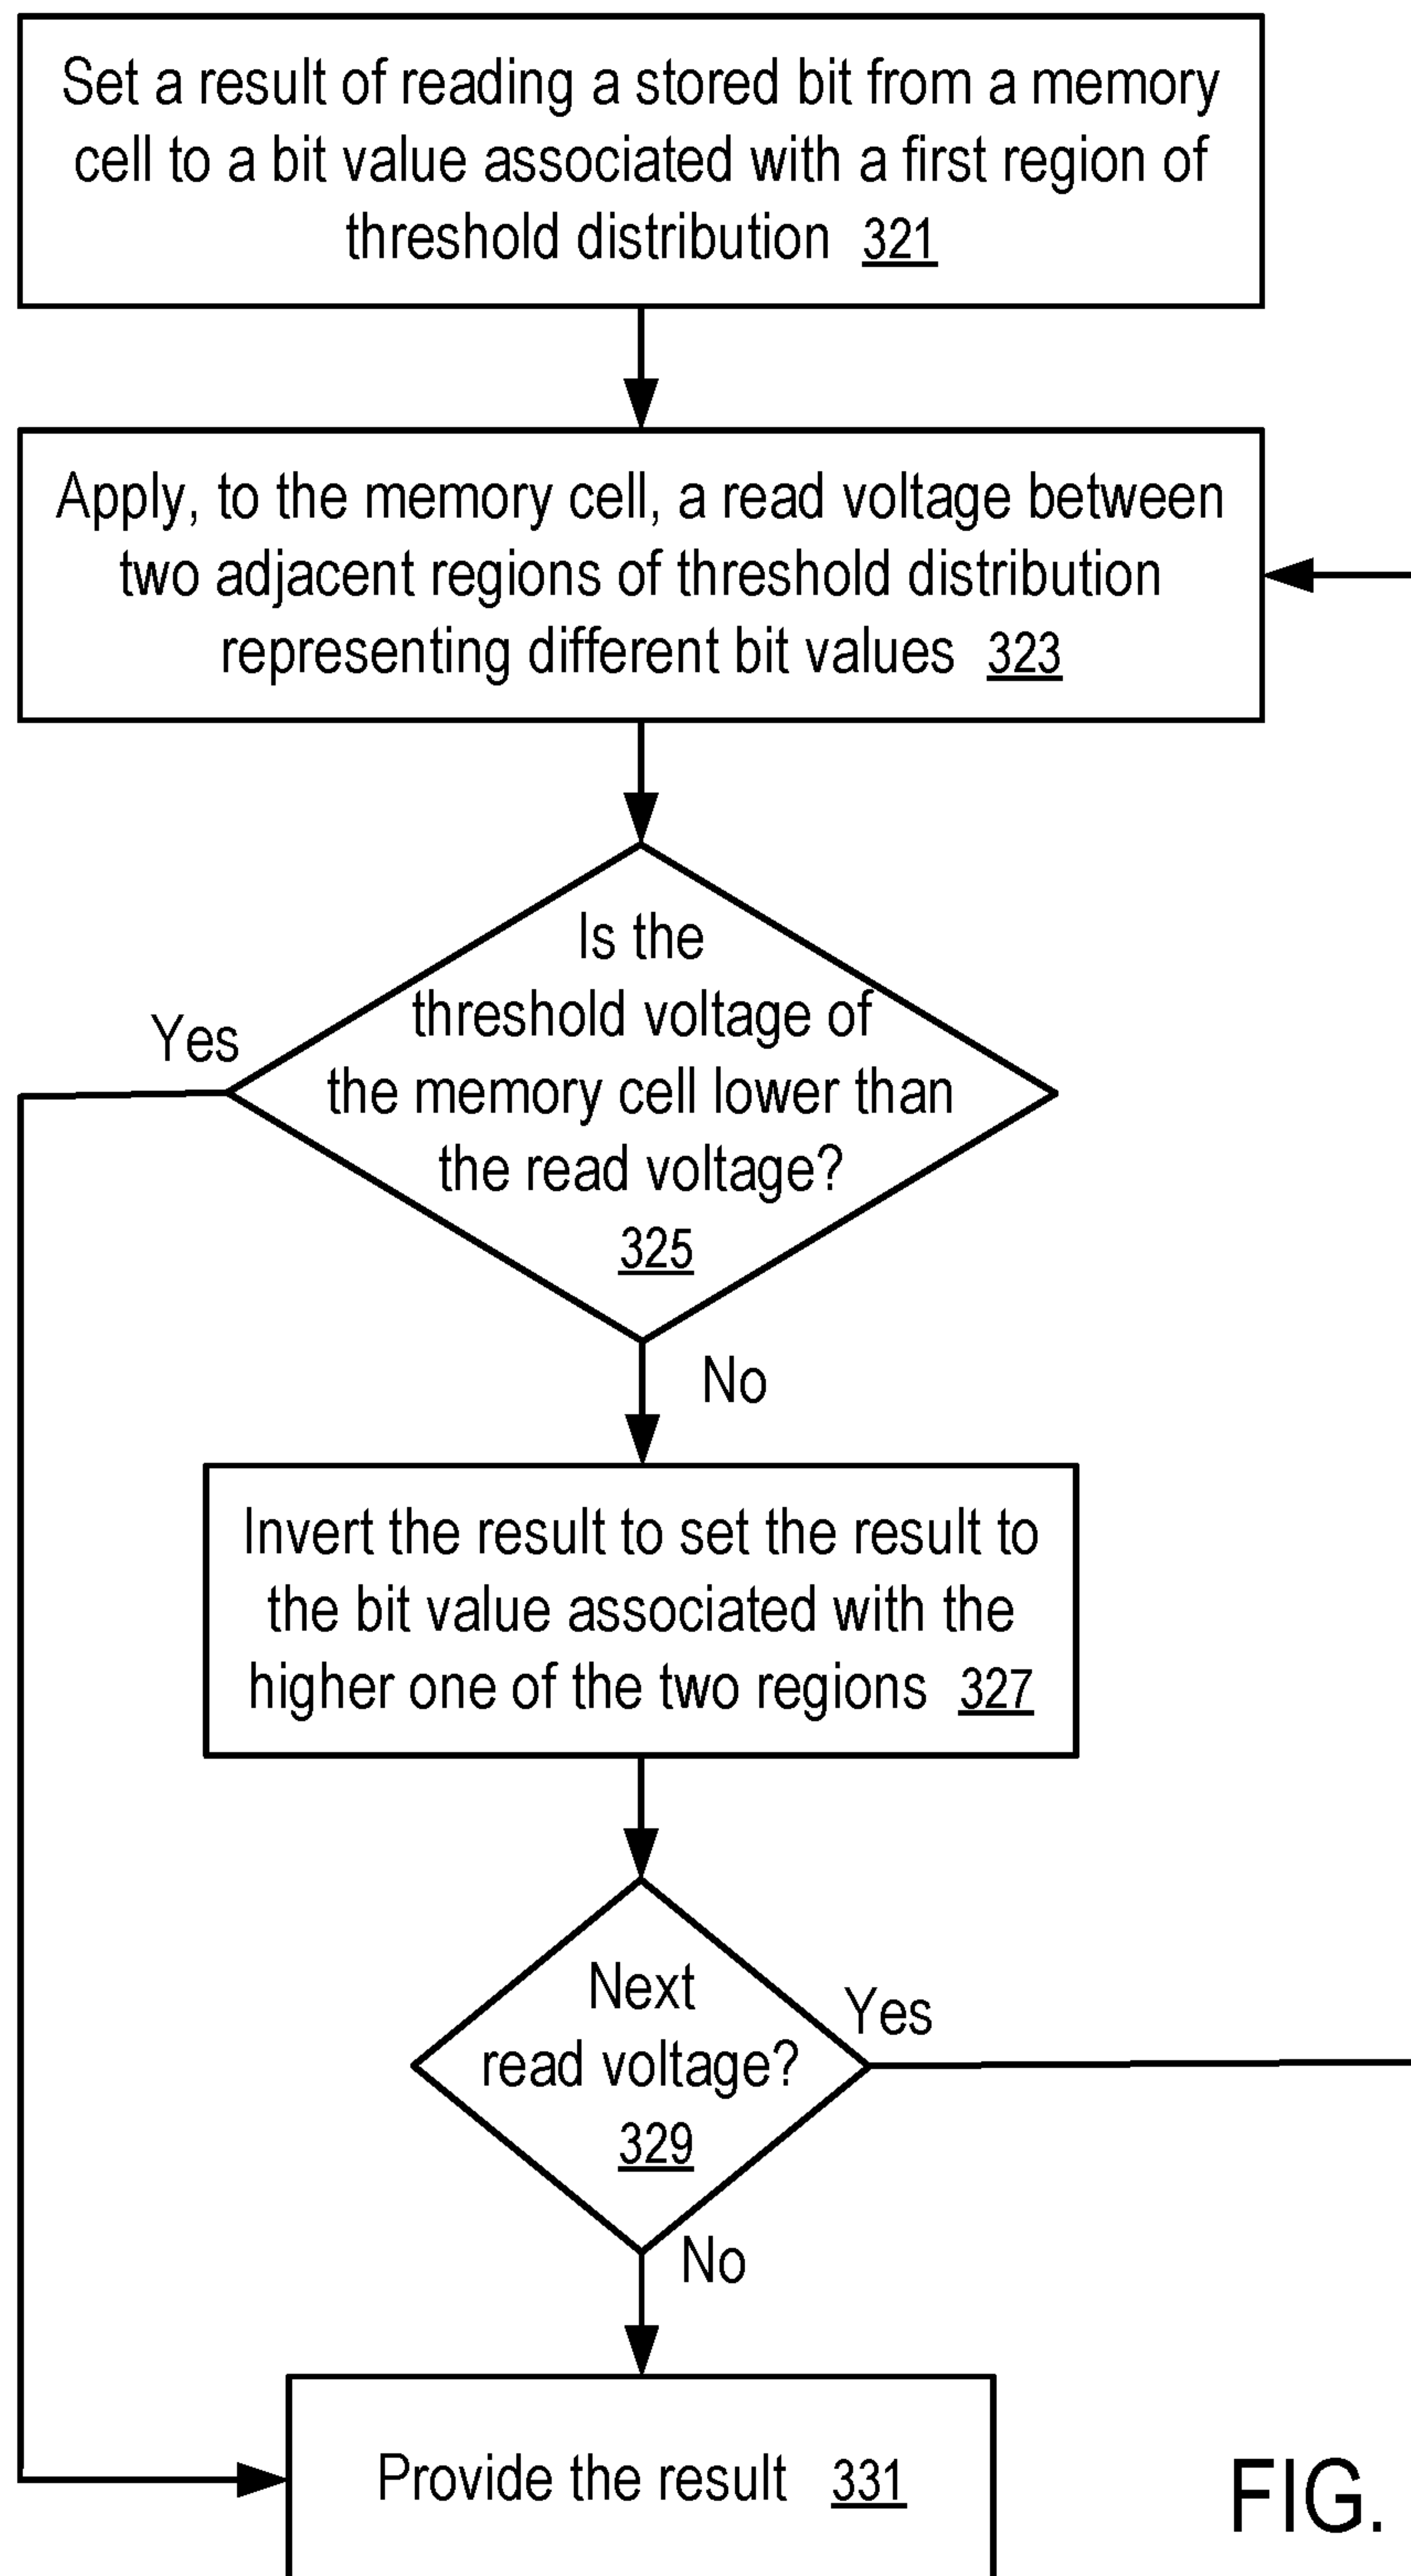 Set a result of reading a stored bit from a memory
cell to a bit value associated with a first region of
threshold distribution 321
Apply, to the memory cell, a read voltage between
two adjacent regions of threshold distribution
representing different bit values 323
Is the
threshold voltage of
the memory cell lower than
the read voltage?
325
Yes
No
Invert the result to set the result to
the bit value associated with the
higher one of the two regions 327
Next
read voltage?
329
Yes
No
Provide the result 331
FIG.